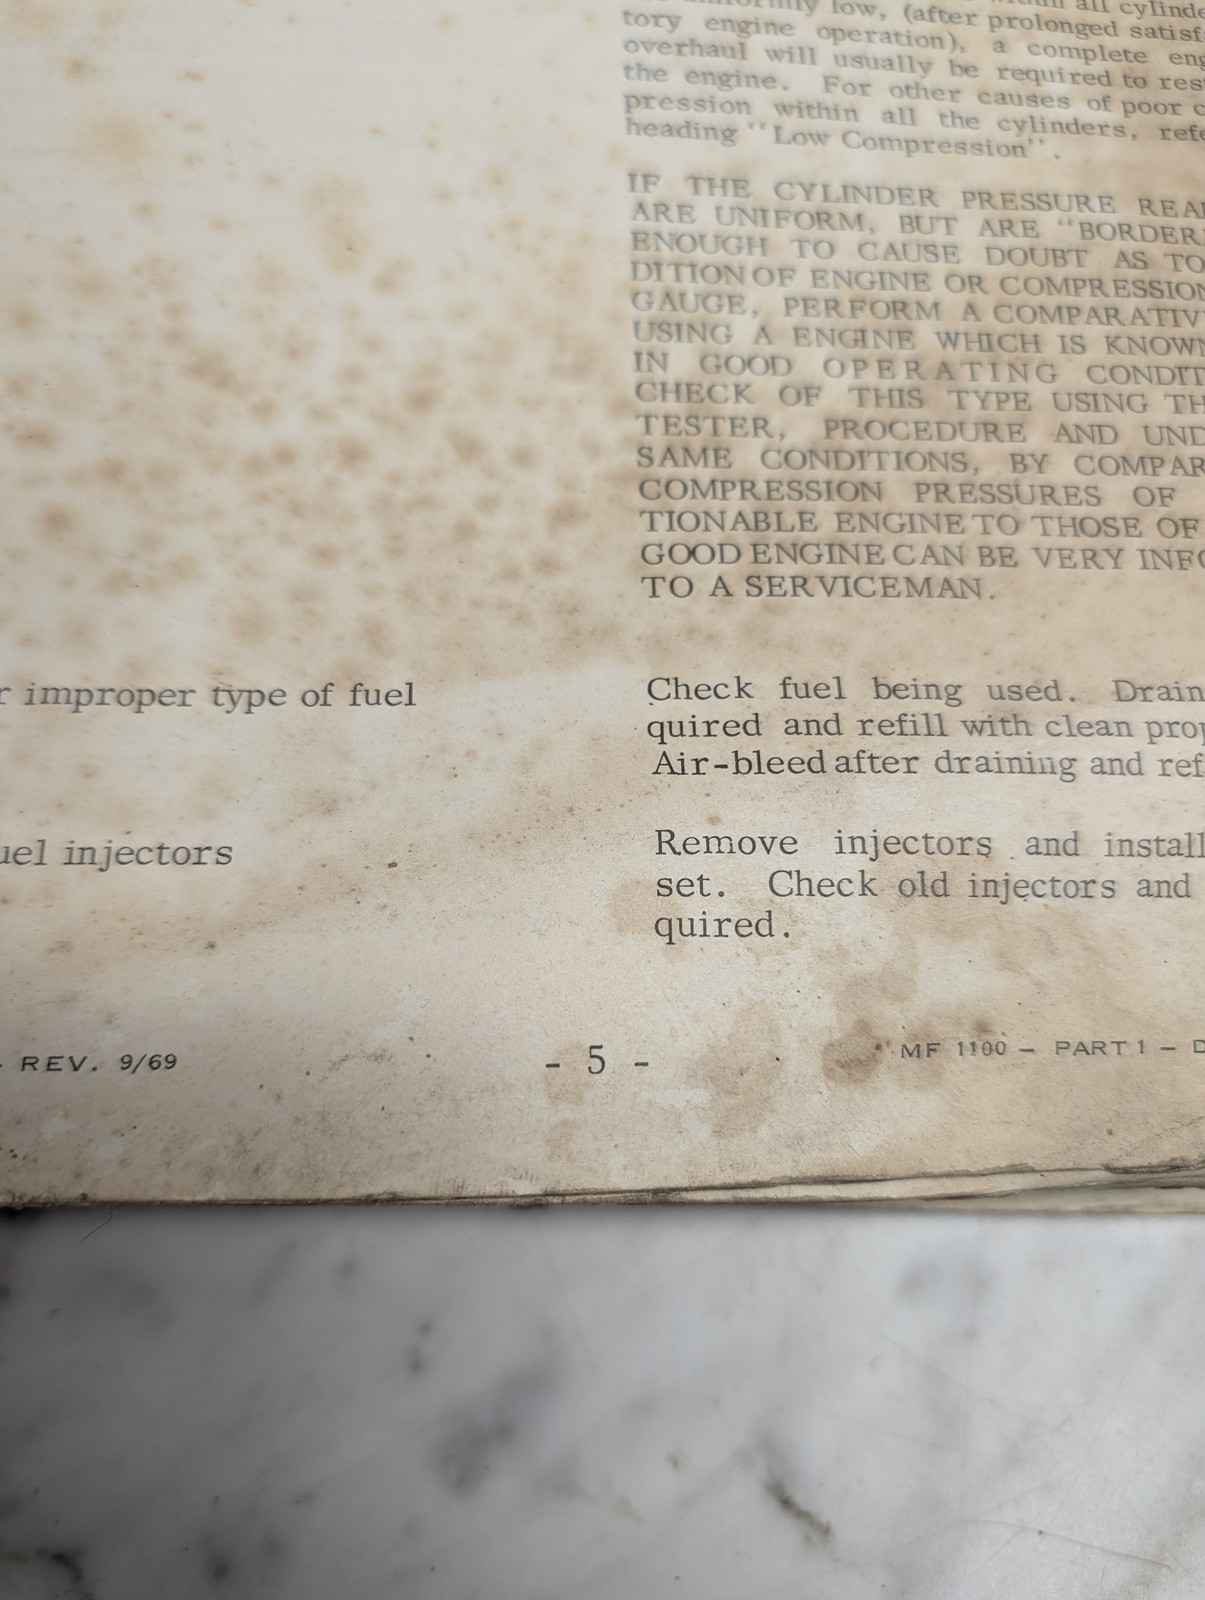 all
low, (after prolonged
tory engine operation), a complete
overhaul will usually be required to
the engine. For other causes of poor
pression within all the cylinders,
heading "Low Compression".
IF THE CYLINDER PRESSURE
ARE UNIFORM, BUT ARE
ENOUGH TO CAUSE DOUBT AS TO
DITION OF ENGINE OR COMPRESSION
GAUGE, PERFORM A
USING A ENGINE WHICH IS KNOWN
IN GOOD OPERATING
CHECK OF THIS TYPE USING
TESTER, PROCEDURE AND
SAME CONDITIONS, BY
COMPRESSION PRESSURES OF
TIONABLE ENGINE TO THOSE OF
GOOD ENGINE CAN BE VERY
TO A SERVICEMAN.
improper type of fuel
Check fuel being used. Drain
quired and refill with clean
Air-bleed after draining and
injectors
Remove injectors and install
set. Check old injectors and
quired.
REV. 9/69
- 5 -
MF 1100 - PART 1 -